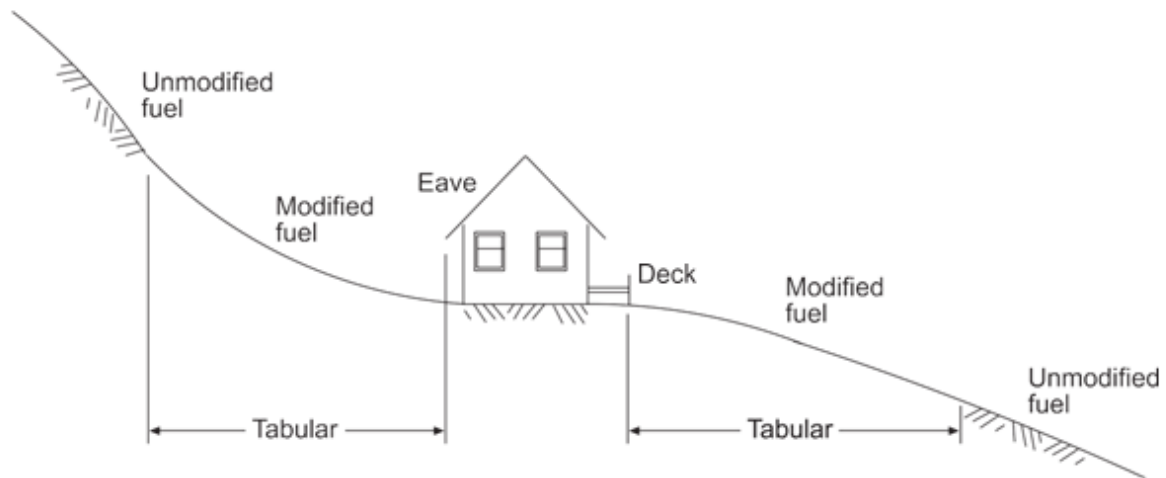 Unmodified
fuel
Eave
Modified
fuel
Deck
Modified
fuel
Unmodified
fuel
Tabular
Tabular